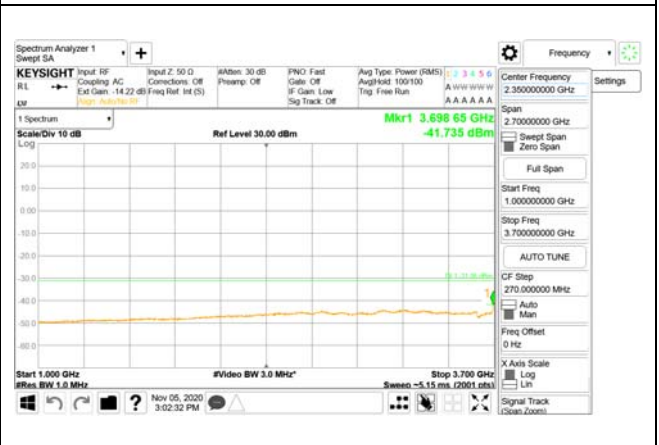 Spectrum Analyzer 1
Swept SA
Frequency
KEYSIGHT
RL
Input: RF
Coupling: AC
Ext Gain: -14.22 dB
Align: Auto/No RF
Input Z: 50 Ω
Corrections: Off
Freq Ref: Int (S)
#Atten: 30 dB
Preamp: Off
PNO: Fast
Gate: Off
IF Gain: Low
Sig Track: Off
Avg Type: Power (RMS)
Avg|Hold: 100/100
Trig: Free Run
1 2 3 4 5 6
A W W W W W
A A A A A A
Settings
Center Frequency
2.350000000 GHz
Span
2.70000000 GHz
Swept Span
Zero Span
Full Span
Start Freq
1.000000000 GHz
Stop Freq
3.700000000 GHz
AUTO TUNE
CF Step
270.000000 MHz
Auto
Man
Freq Offset
0 Hz
X Axis Scale
Log
Lin
Signal Track
(Span Zoom)
1 Spectrum
Scale/Div 10 dB
Ref Level 30.00 dBm
Mkr1 3.698 65 GHz
-41.735 dBm
Log
20.0
10.0
0.00
-10.0
-20.0
-30.0
-40.0
-50.0
-60.0
1
Start 1.000 GHz
#Video BW 3.0 MHz*
Stop 3.700 GHz
#Res BW 1.0 MHz
Sweep ~5.15 ms (2001 pts)
Nov 05, 2020
3:02:32 PM